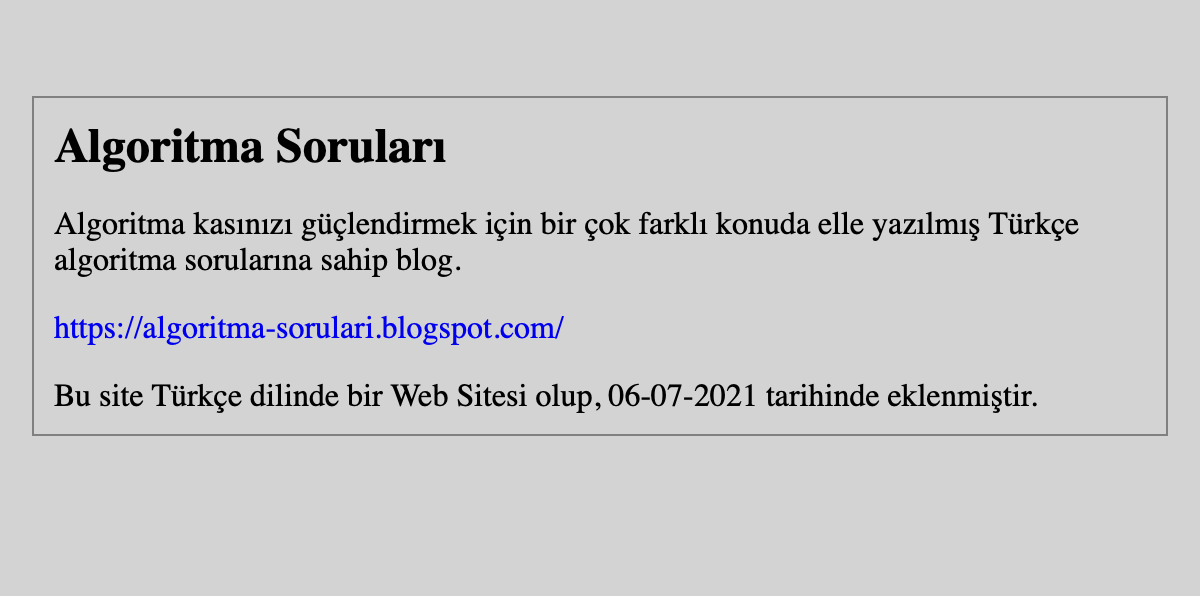 Algoritma Soruları
Algoritma kasınızı güçlendirmek için bir çok farklı konuda elle yazılmış Türkçe
algoritma sorularına sahip blog.
https://algoritma-sorulari.blogspot.com/
Bu site Türkçe dilinde bir Web Sitesi olup, 06-07-2021 tarihinde eklenmiştir.